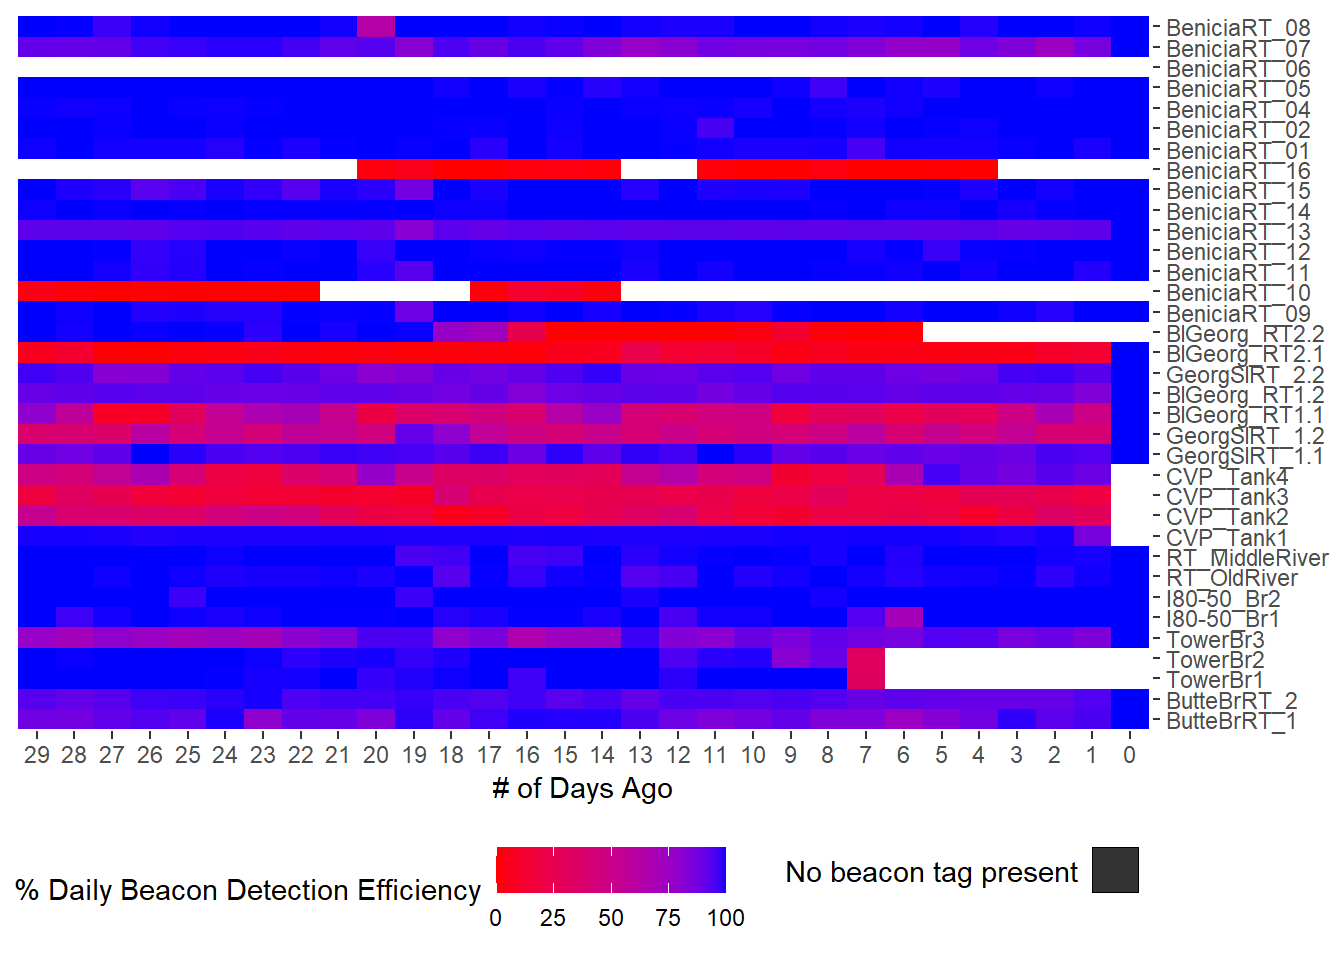 BeniciaRT_08
BeniciaRT_07
BeniciaRT_06
BeniciaRT_05
BeniciaRT_04
BeniciaRT_02
BeniciaRT_01
BeniciaRT_16
BeniciaRT_15
BeniciaRT_14
BeniciaRT_13
BeniciaRT_12
BeniciaRT_11
BeniciaRT_10
BeniciaRT_09
BlGeorg_RT2.2
BlGeorg_RT2.1
GeorgSlRT_2.2
BlGeorg_RT1.2
BlGeorg_RT1.1
GeorgSlRT_1.2
GeorgSlRT_1.1
CVP_Tank4
CVP_Tank3
CVP_Tank2
CVP_Tank1
RT_MiddleRiver
RT_OldRiver
I80-50_Br2
I80-50_Br1
TowerBr3
TowerBr2
TowerBr1
ButteBrRT_2
ButteBrRT_1
29 28 27 26 25 24 23 22 21 20 19 18 17 16 15 14 13 12 11 10 9 8 7 6 5 4 3 2 1 0
# of Days Ago
% Daily Beacon Detection Efficiency
0 25 50 75 100
No beacon tag present